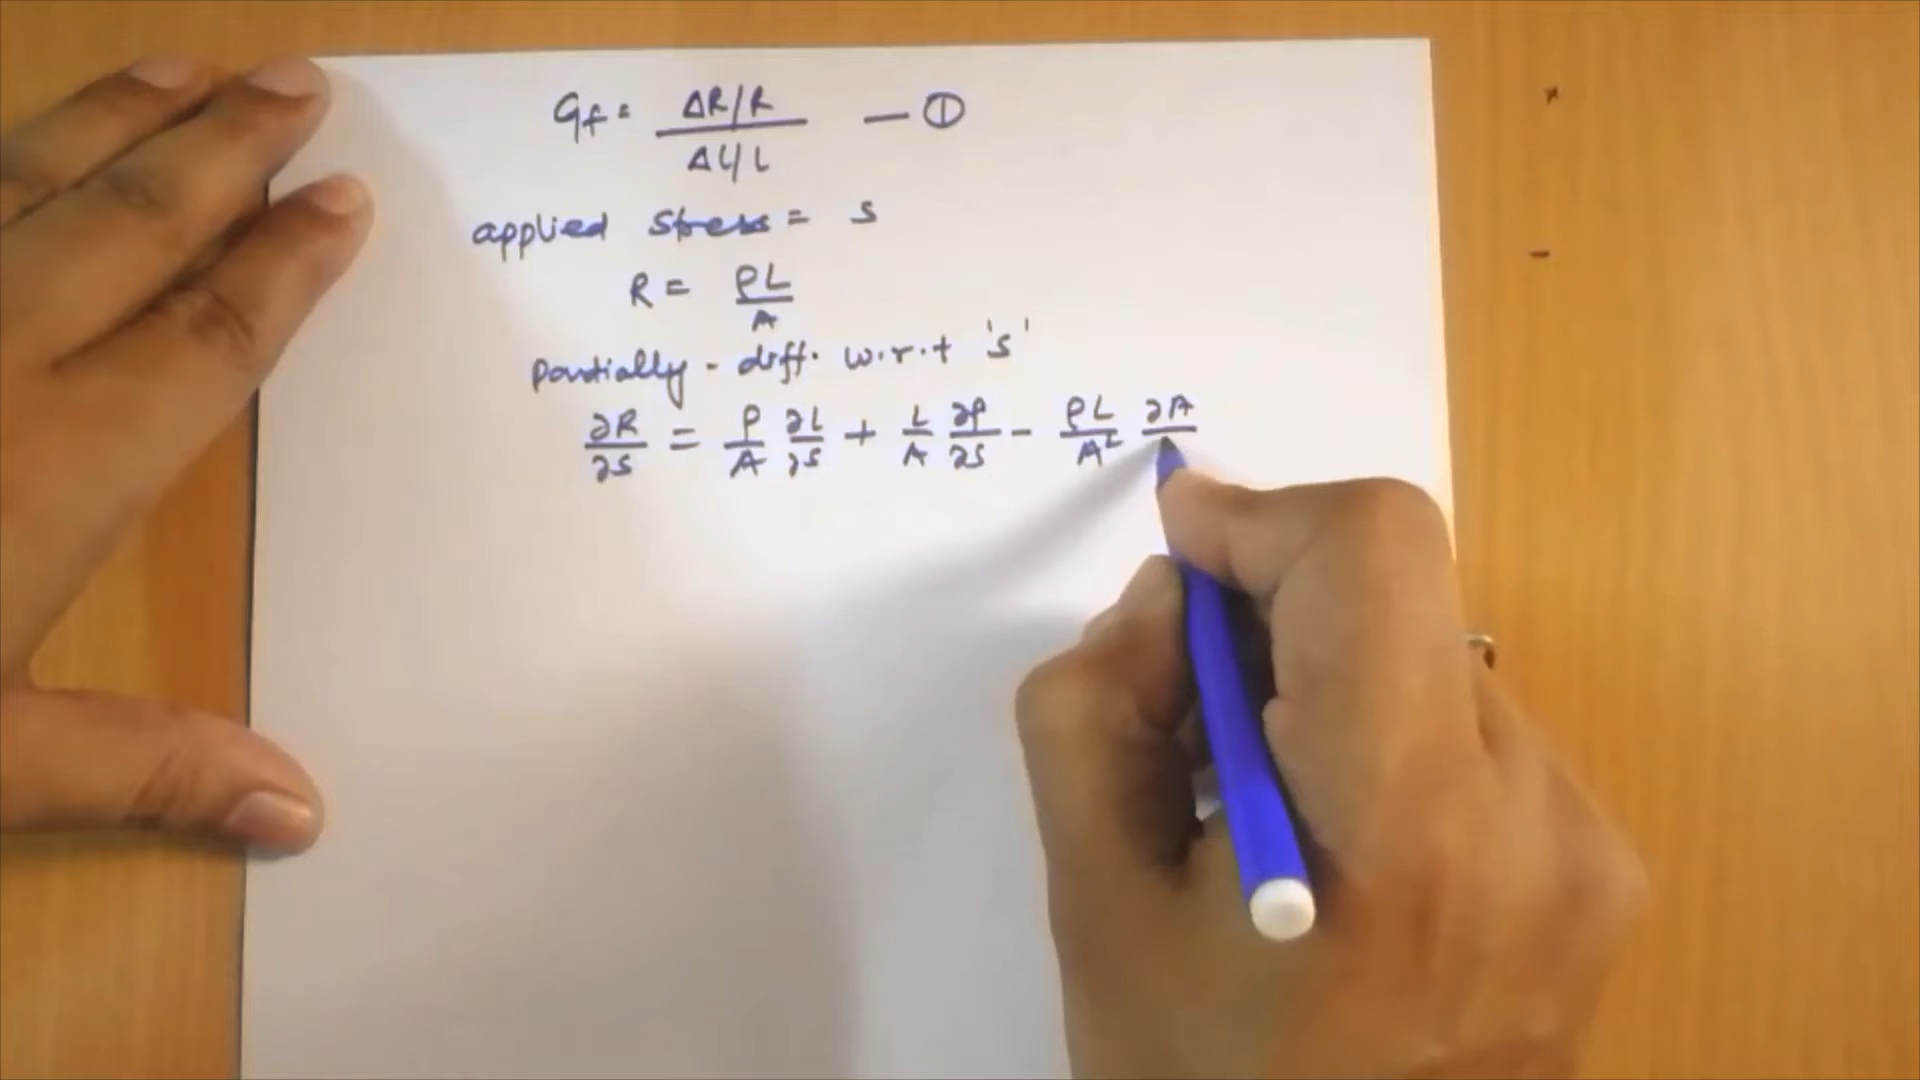 Gf = ΔR/R / ΔL/L — ①
applied stress = s
R = ρL/A
Partially - diff. w.r.t 's'
∂R/∂s = ρ/A ∂L/∂s + L/A ∂ρ/∂s - ρL/A² ∂A/